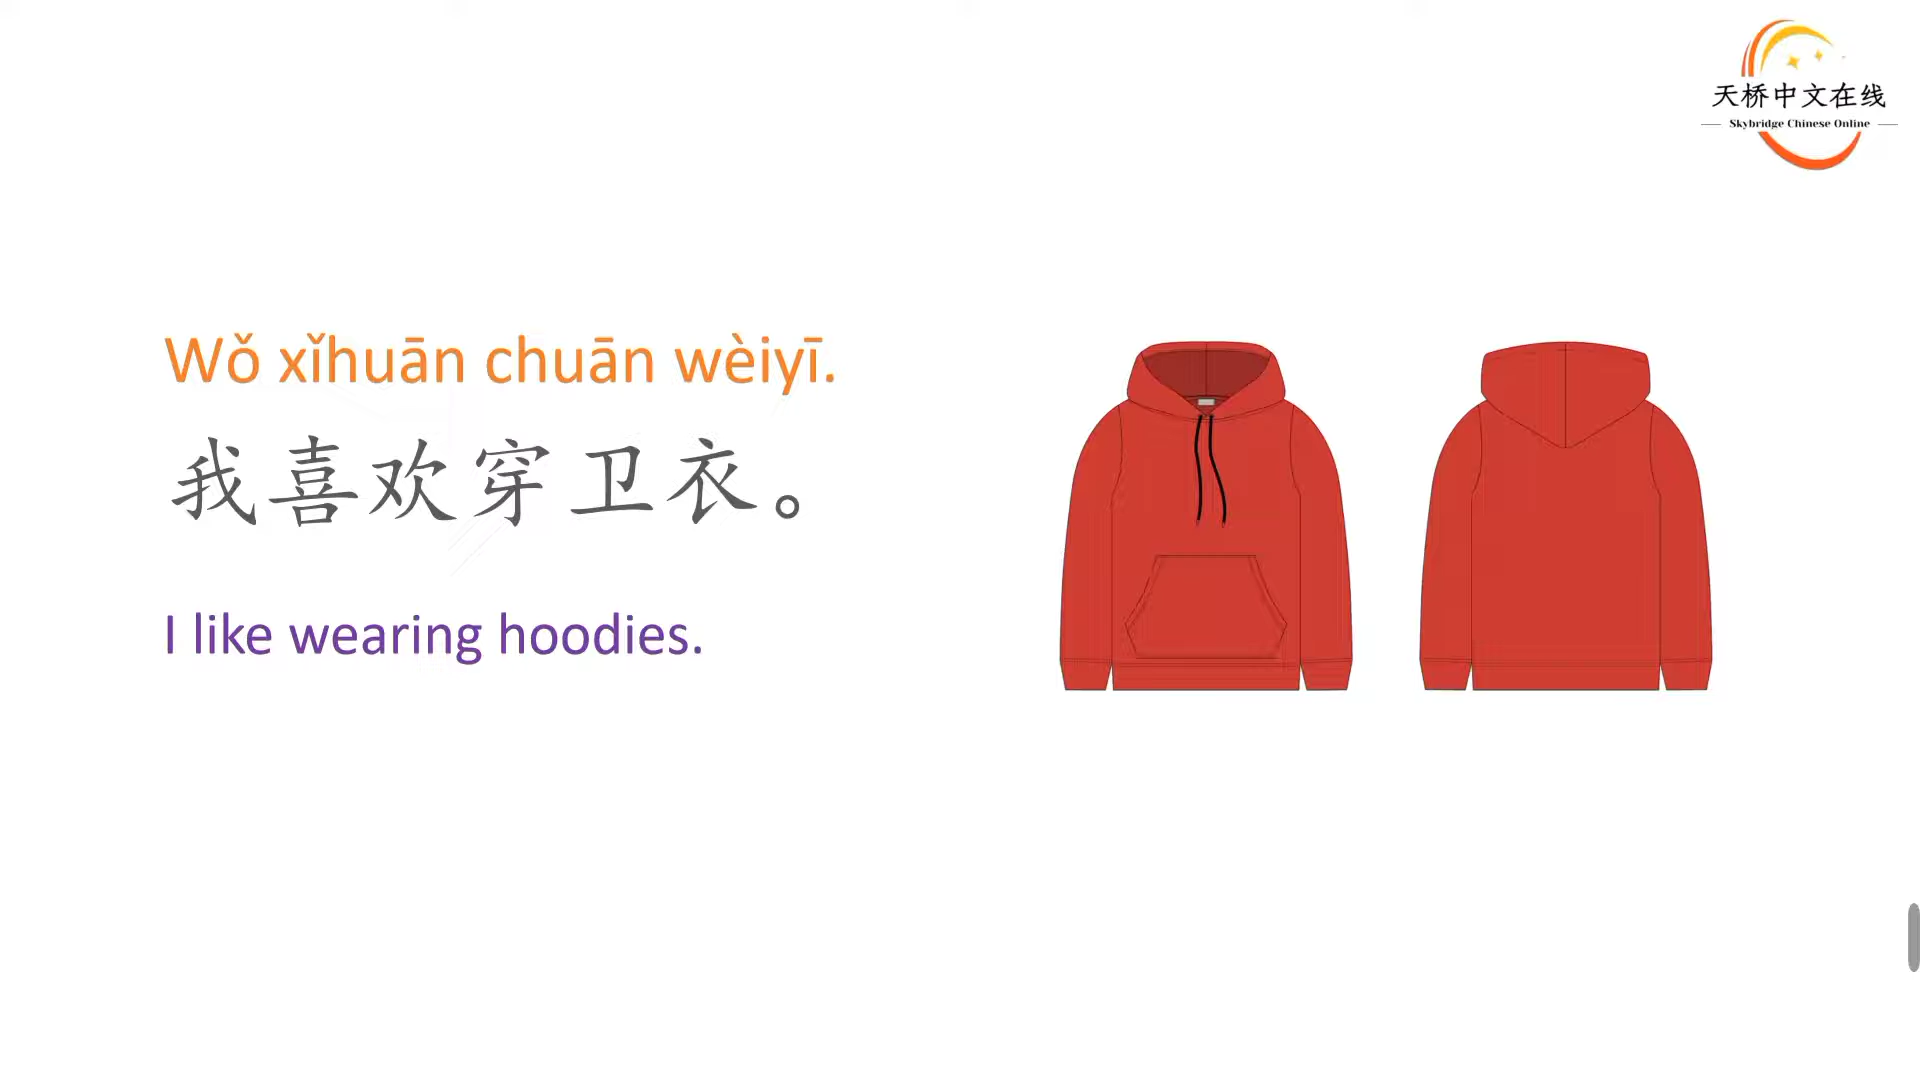 天桥中文在线
Skybridge Chinese Online
Wǒ xǐhuān chuān wèiyī.
我喜欢穿卫衣。
I like wearing hoodies.